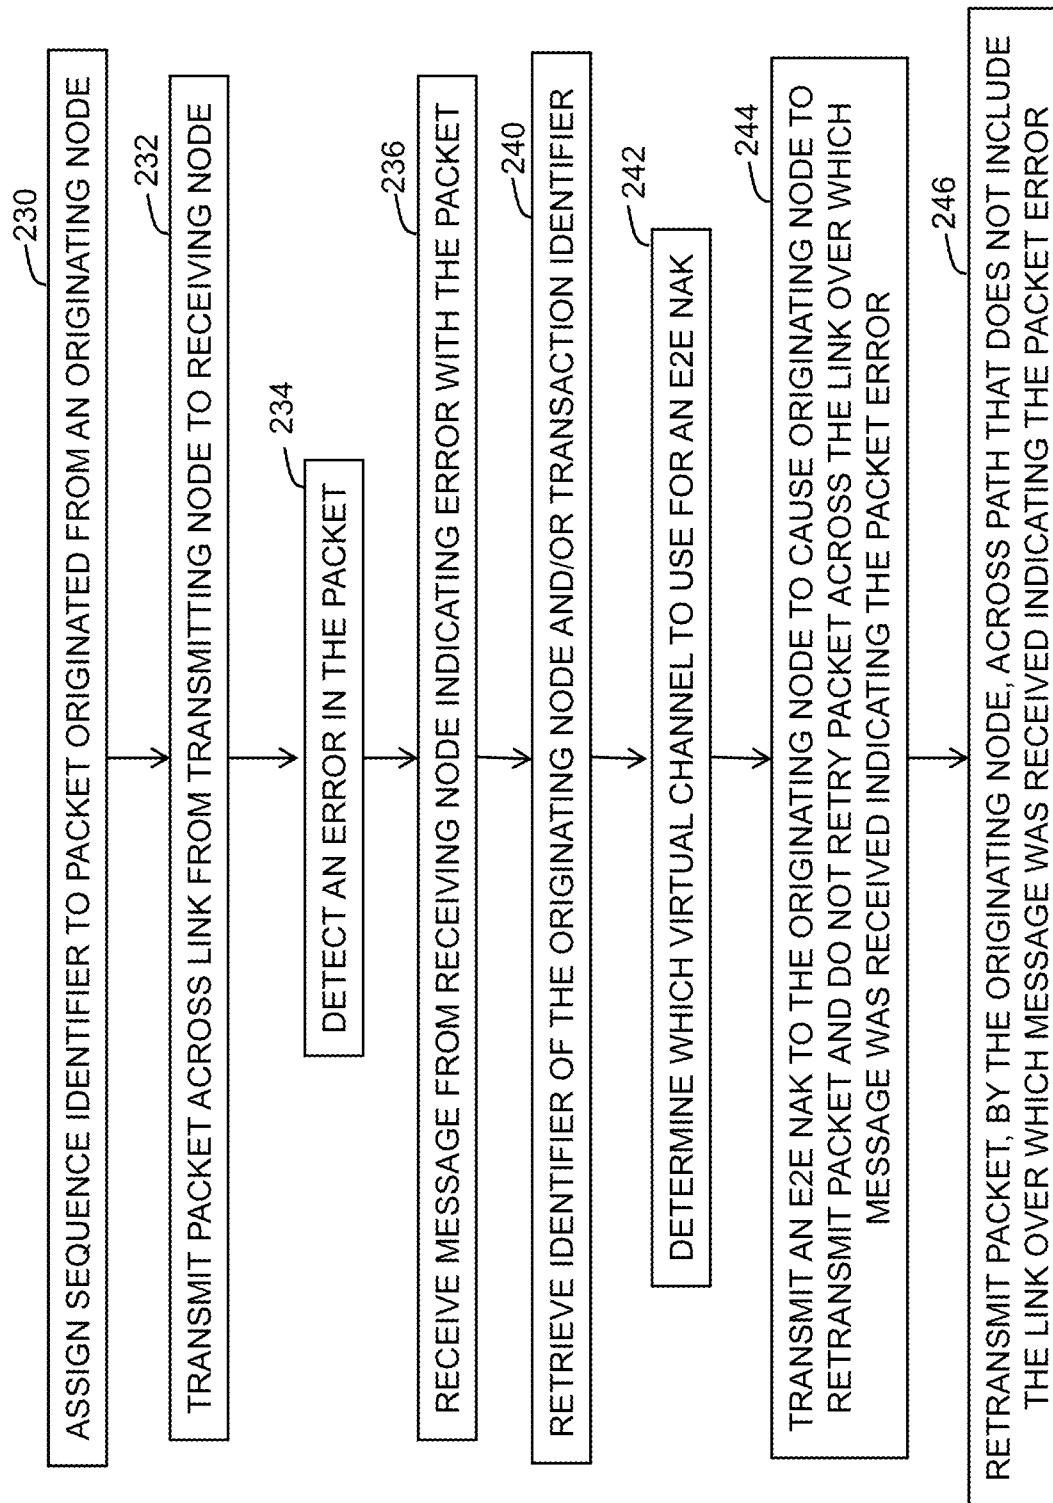 230
ASSIGN SEQUENCE IDENTIFIER TO PACKET ORIGINATED FROM AN ORIGINATING NODE
232
TRANSMIT PACKET ACROSS LINK FROM TRANSMITTING NODE TO RECEIVING NODE
234
DETECT AN ERROR IN THE PACKET
236
RECEIVE MESSAGE FROM RECEIVING NODE INDICATING ERROR WITH THE PACKET
240
RETRIEVE IDENTIFIER OF THE ORIGINATING NODE AND/OR TRANSACTION IDENTIFIER
242
DETERMINE WHICH VIRTUAL CHANNEL TO USE FOR AN E2E NAK
244
TRANSMIT AN E2E NAK TO THE ORIGINATING NODE TO CAUSE ORIGINATING NODE TO
RETRANSMIT PACKET AND DO NOT RETRY PACKET ACROSS THE LINK OVER WHICH
MESSAGE WAS RECEIVED INDICATING THE PACKET ERROR
246
RETRANSMIT PACKET, BY THE ORIGINATING NODE, ACROSS PATH THAT DOES NOT INCLUDE
THE LINK OVER WHICH MESSAGE WAS RECEIVED INDICATING THE PACKET ERROR